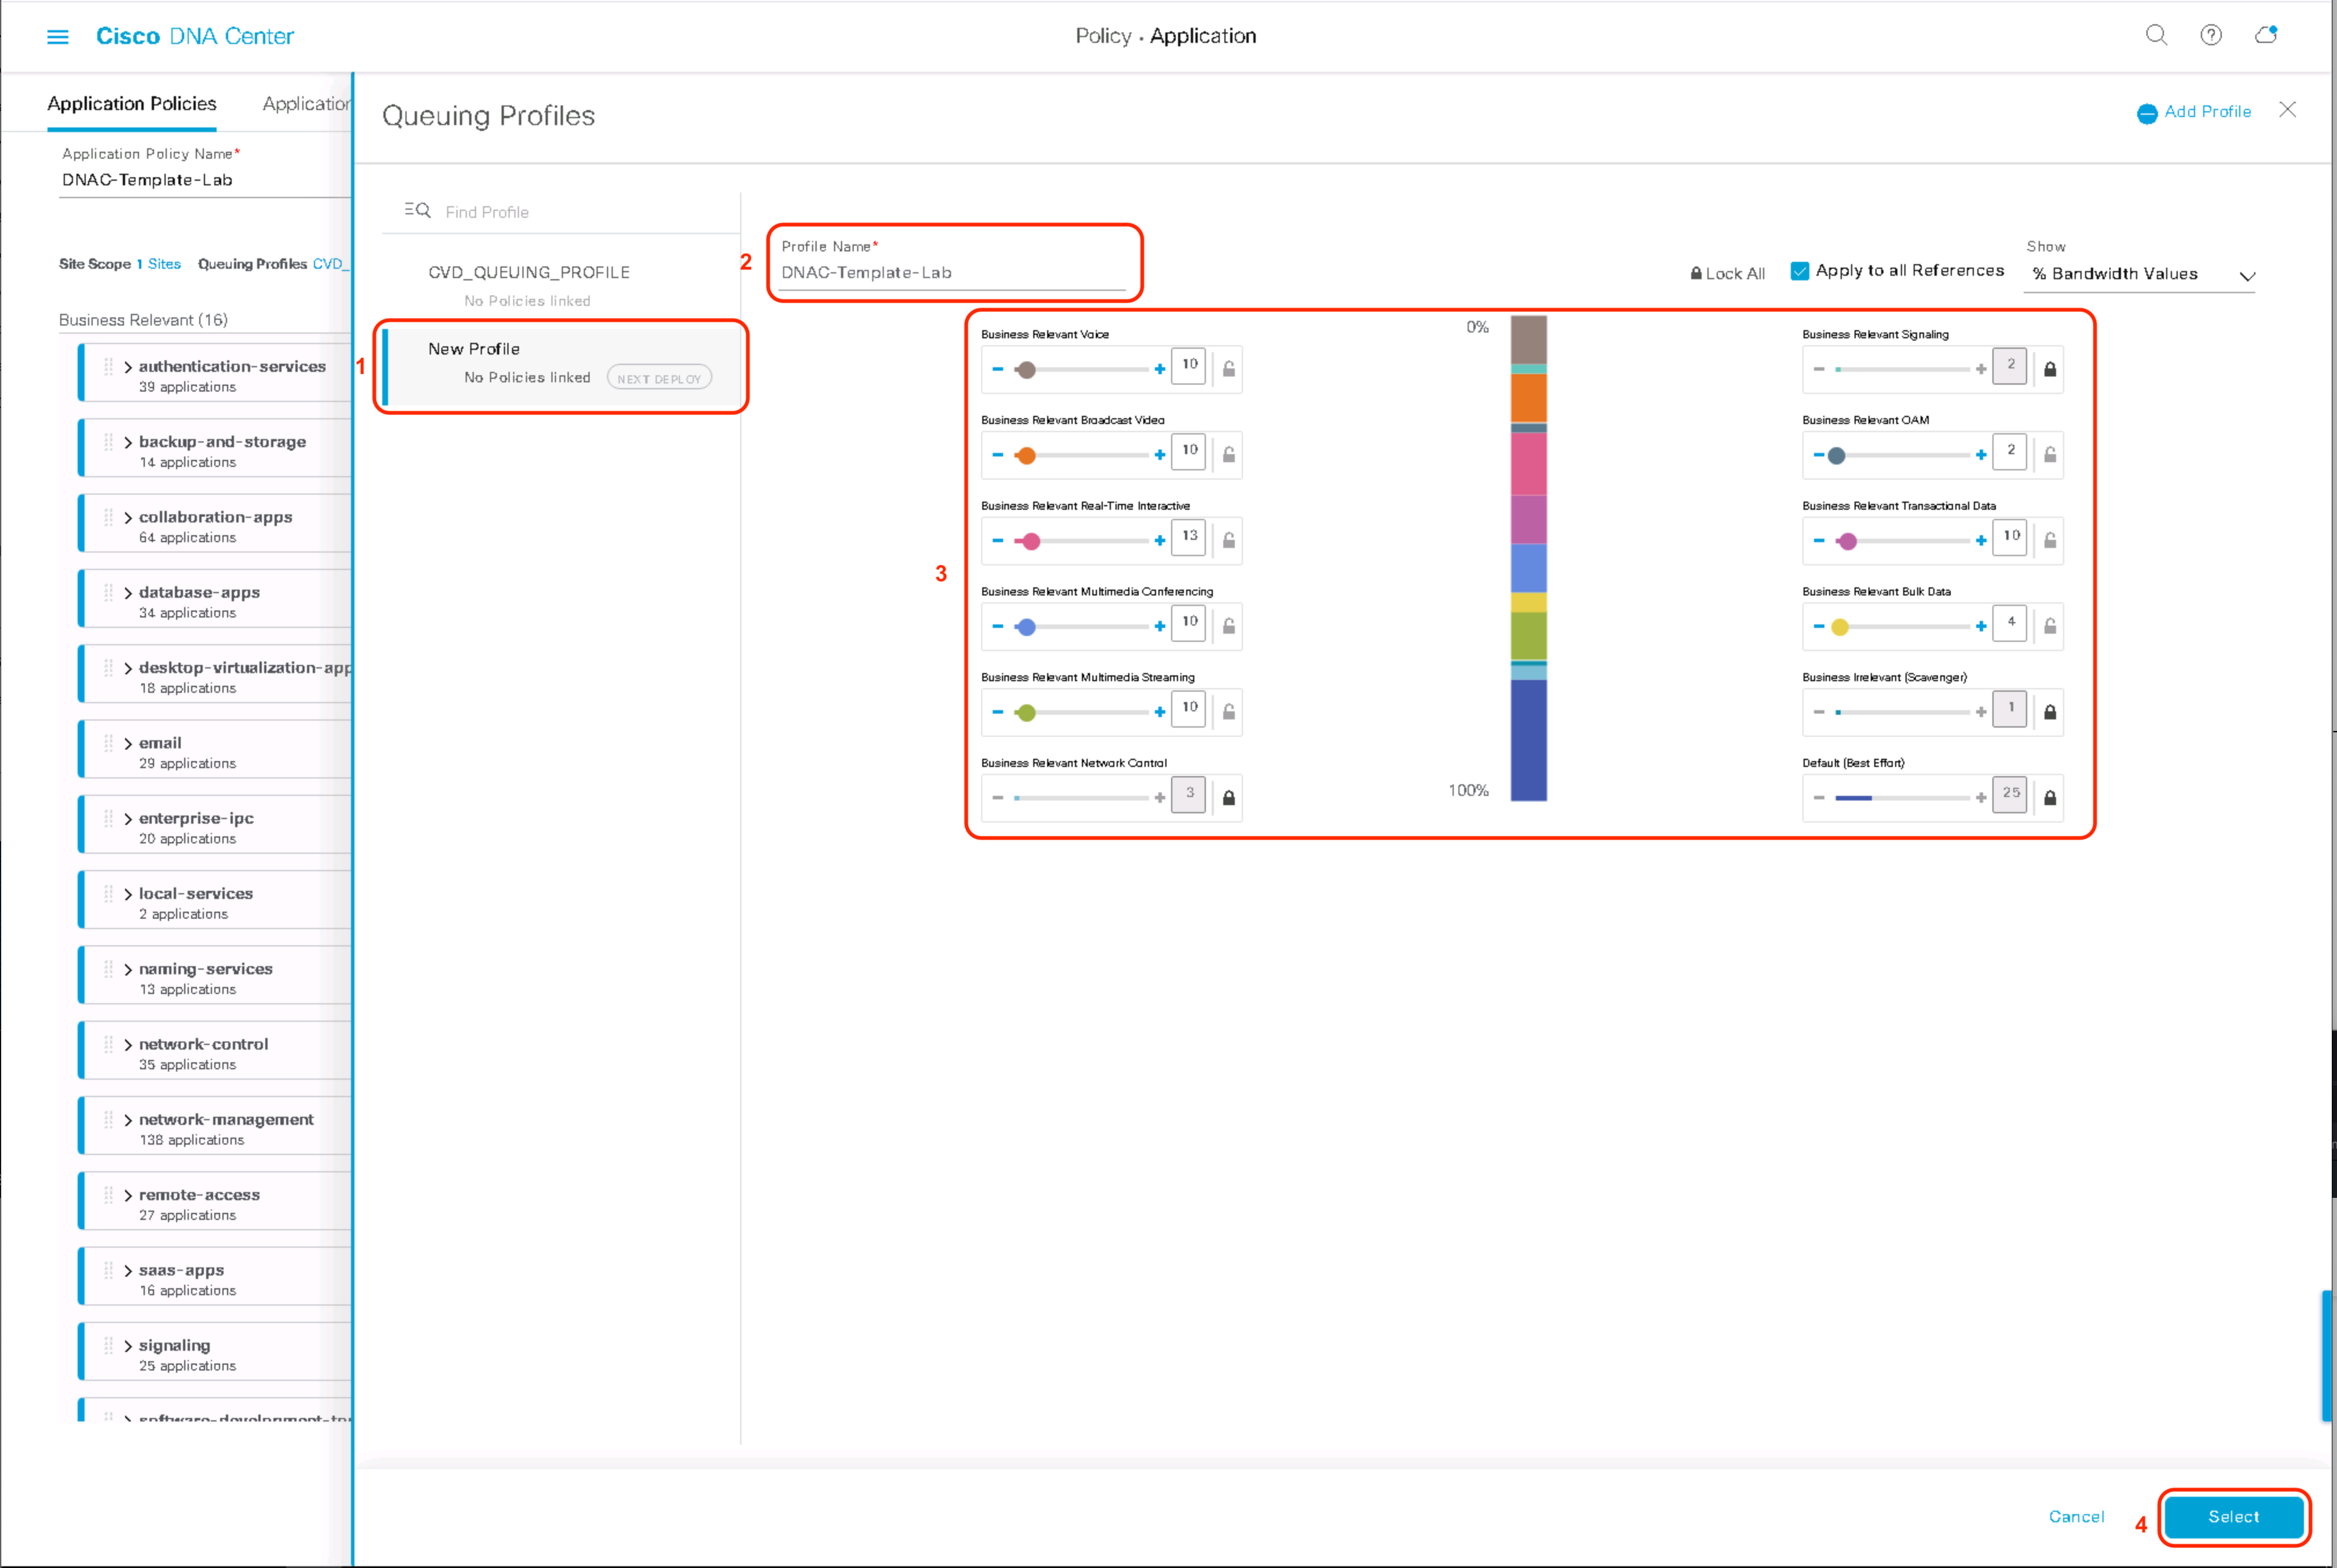 Cisco DNA Center
Policy • Application
Application Policies
Application
Application Policy Name*
DNAC-Template-Lab
Site Scope 1 Sites Queuing Profiles CVD_
Business Relevant (16)
authentication-services
39 applications
backup-and-storage
14 applications
collaboration-apps
64 applications
database-apps
34 applications
desktop-virtualization-app
18 applications
email
29 applications
enterprise-ipc
20 applications
local-services
2 applications
naming-services
13 applications
network-control
35 applications
network-management
138 applications
remote-access
27 applications
saas-apps
16 applications
signaling
25 applications
Queuing Profiles
Add Profile
Find Profile
CVD_QUEUING_PROFILE
No Policies linked
1
New Profile
No Policies linked NEXT DEPLOY
2
Profile Name*
DNAC-Template-Lab
Lock All
Apply to all References
Show
% Bandwidth Values
3
Business Relevant Voice
10
Business Relevant Broadcast Video
10
Business Relevant Real-Time Interactive
13
Business Relevant Multimedia Conferencing
10
Business Relevant Multimedia Streaming
10
Business Relevant Network Control
3
0%
100%
Business Relevant Signaling
2
Business Relevant OAM
2
Business Relevant Transactional Data
10
Business Relevant Bulk Data
4
Business Irrelevant (Scavenger)
1
Default (Best Effort)
25
Cancel
4
Select